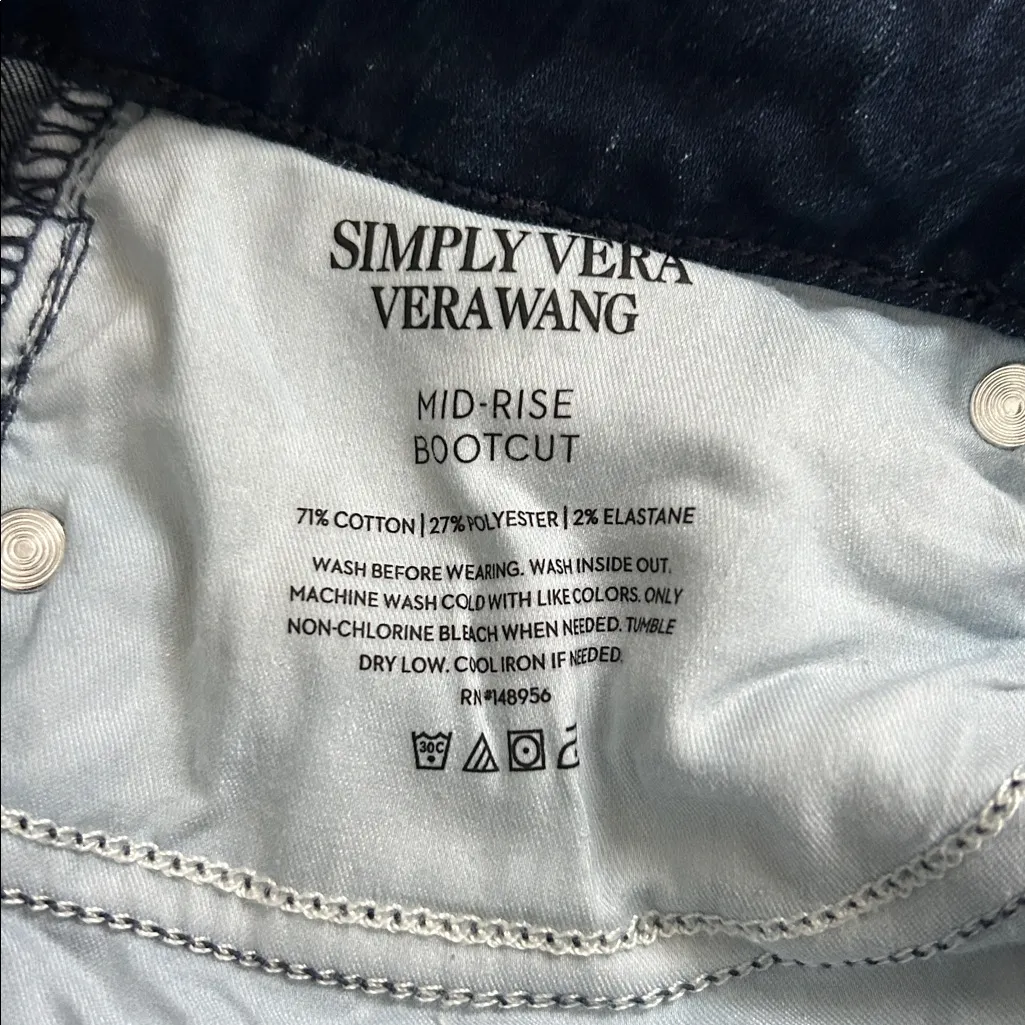 SIMPLY VERA
VERA WANG
MID-RISE
BOOTCUT
71% COTTON | 27% POLYESTER | 2% ELASTANE
WASH BEFORE WEARING. WASH INSIDE OUT.
MACHINE WASH COLD WITH LIKE COLORS. ONLY
NON-CHLORINE BLEACH WHEN NEEDED. TUMBLE
DRY LOW. COOL IRON IF NEEDED.
RN#148956
30C